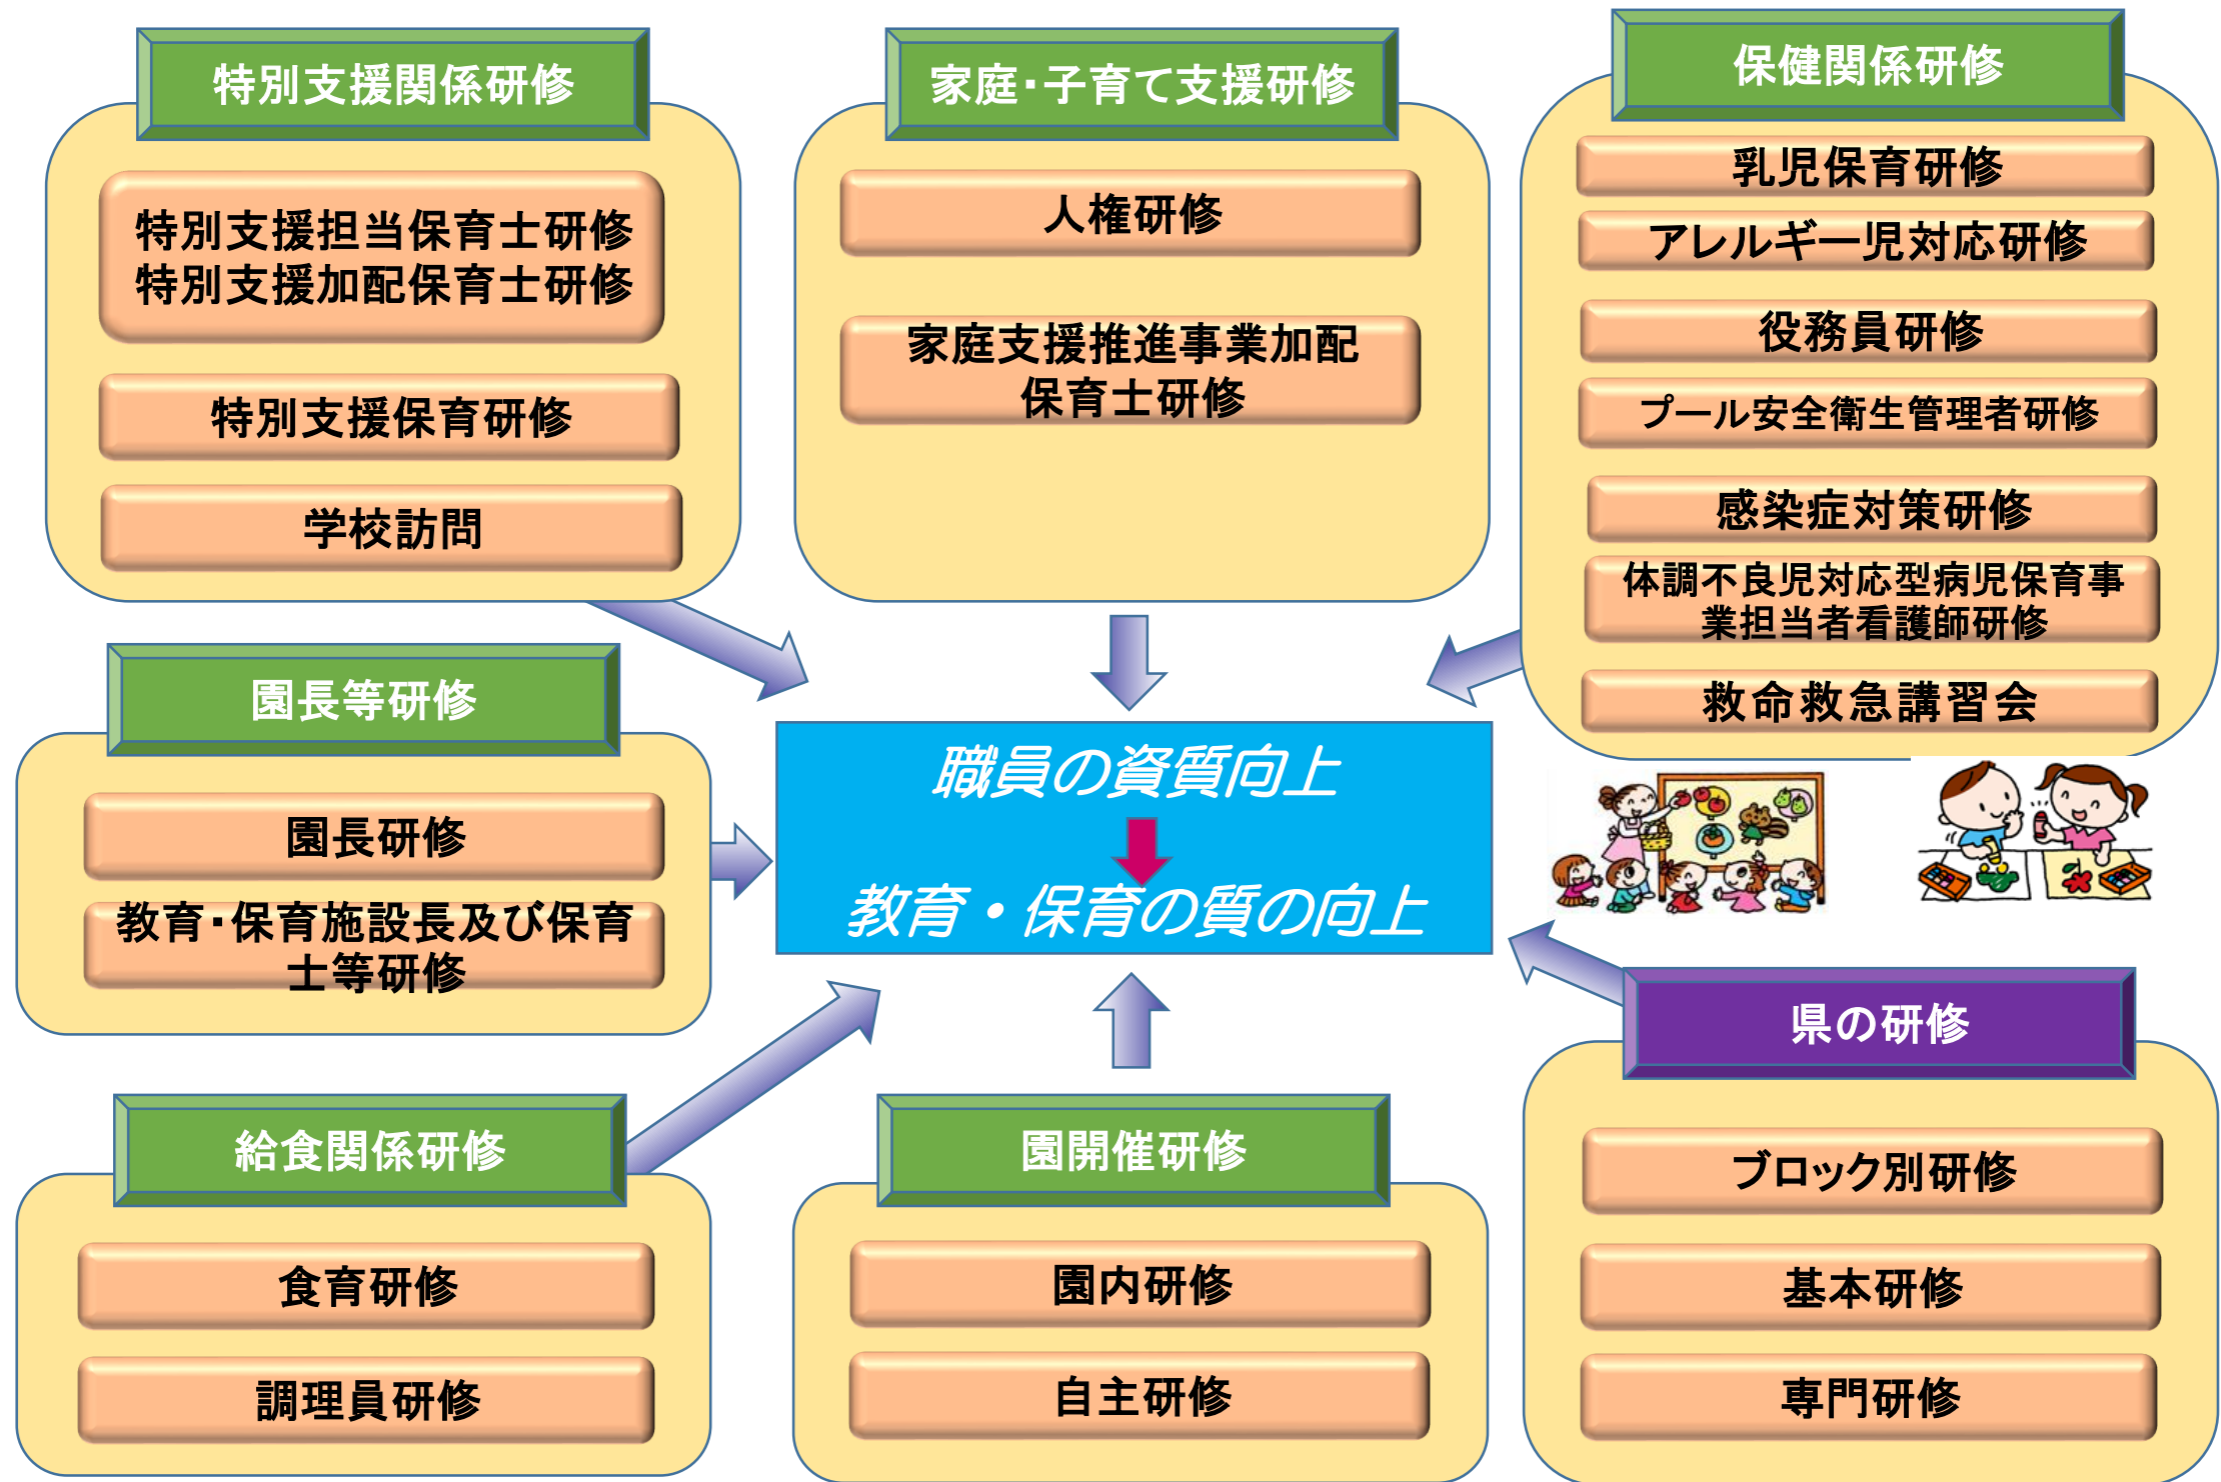 特別支援関係研修
特別支援担当保育士研修
特別支援加配保育士研修
特別支援保育研修
学校訪問
家庭・子育て支援研修
人権研修
家庭支援推進事業加配
保育士研修
保健関係研修
乳児保育研修
アレルギー児対応研修
役務員研修
プール安全衛生管理者研修
感染症対策研修
体調不良児対応型病児保育事
業担当者看護師研修
救命救急講習会
園長等研修
園長研修
教育・保育施設長及び保育
士等研修
職員の資質向上
教育・保育の質の向上
給食関係研修
食育研修
調理員研修
園開催研修
園内研修
自主研修
県の研修
ブロック別研修
基本研修
専門研修